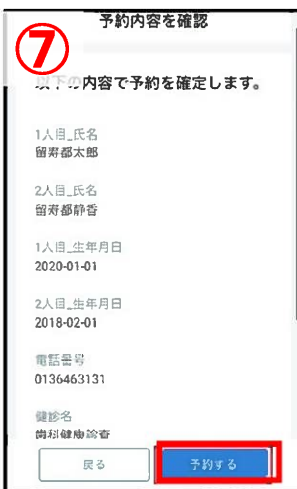 予約内容を確認
⑦
以下の内容で予約を確定します。
1人目_氏名
留寿都太郎
2人目_氏名
留寿都静香
1人目_生年月日
2020-01-01
2人目_生年月日
2018-02-01
電話番号
0136463131
健診名
歯科健康診査
戻る
予約する